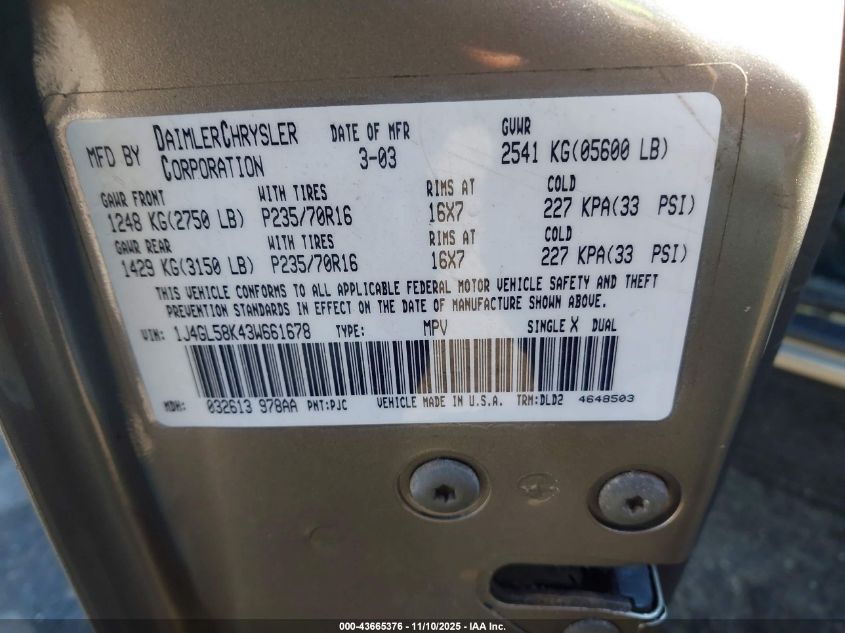 MFD BY DAIMLERCHRYSLER CORPORATION DATE OF MFR 3-03 GVWR 2541 KG(05600 LB)
GAWR FRONT WITH TIRES RIMS AT COLD
1248 KG(2750 LB) P235/70R16 16X7 227 KPA(33 PSI)
GAWR REAR WITH TIRES RIMS AT COLD
1429 KG(3150 LB) P235/70R16 16X7 227 KPA(33 PSI)
THIS VEHICLE CONFORMS TO ALL APPLICABLE FEDERAL MOTOR VEHICLE SAFETY AND THEFT
PREVENTION STANDARDS IN EFFECT ON THE DATE OF MANUFACTURE SHOWN ABOVE.
VIN: 1J4GL58K43W661678 TYPE: MPV SINGLE X DUAL
MDH: 032613 978AA PNT:PJC VEHICLE MADE IN U.S.A. TRM:DLD2 4648503
000-43665376 - 11/10/2025 - IAA Inc.